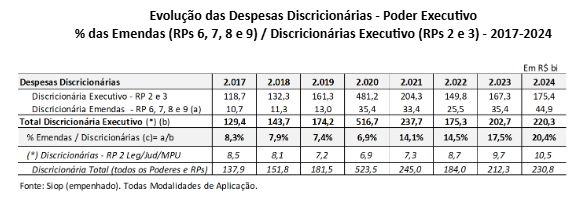 Evolução das Despesas Discricionárias - Poder Executivo
% das Emendas (RPs 6, 7, 8 e 9) / Discricionárias Executivo (RPs 2 e 3) - 2017-2024
Em R$ bi
Despesas Discricionárias 2.017 2.018 2.019 2.020 2.021 2.022 2.023 2.024
Discricionária Executivo - RP 2 e 3 118,7 132,3 161,3 481,2 204,3 149,8 167,3 175,4
Discricionária Emendas - RP 6, 7, 8 e 9 (a) 10,7 11,3 13,0 35,4 33,4 25,5 35,4 44,9
Total Discricionária Executivo (*) (b) 129,4 143,7 174,2 516,7 237,7 175,3 202,7 220,3
% Emendas / Discricionárias (c)= a/b 8,3% 7,9% 7,4% 6,9% 14,1% 14,5% 17,5% 20,4%
(*) Discricionárias - RP 2 Leg/Jud/MPU 8,5 8,1 7,2 6,9 7,3 8,7 9,7 10,5
Discricionária Total (todos os Poderes e RPs) 137,9 151,8 181,5 523,5 245,0 184,0 212,3 230,8
Fonte: Siop (empenhado). Todas Modalidades de Aplicação.